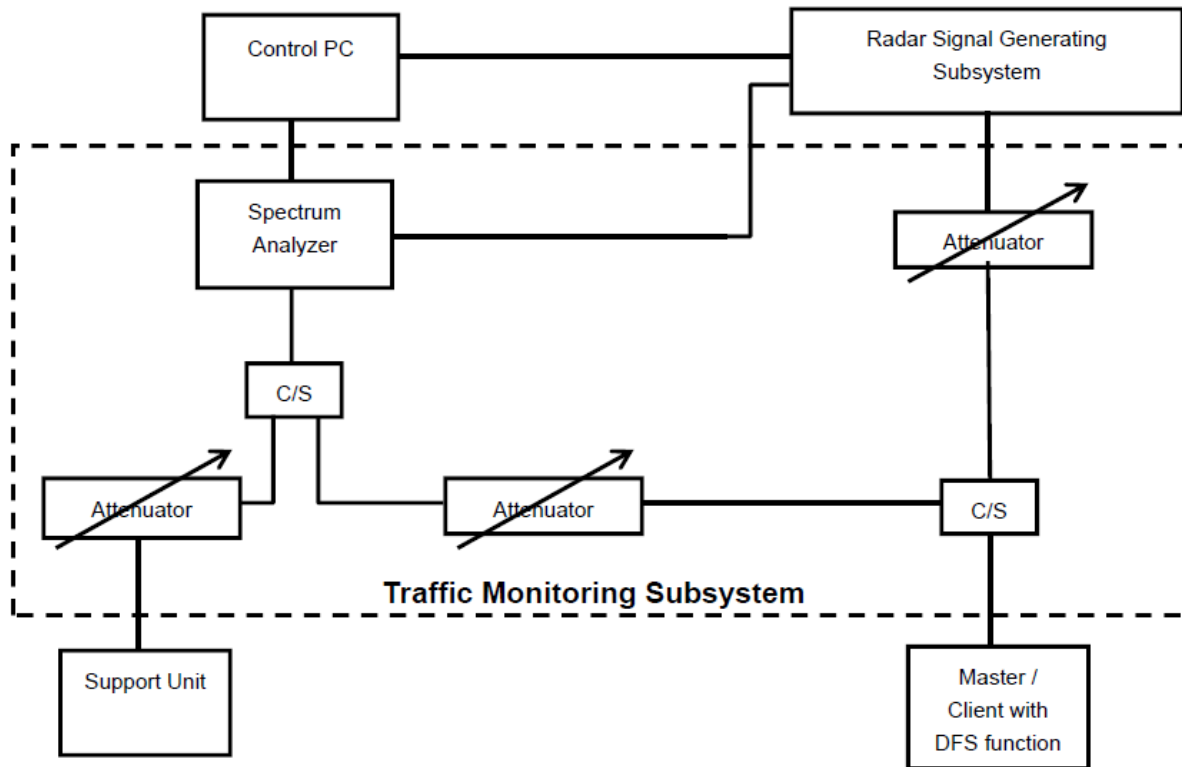 Control PC
Radar Signal Generating
Subsystem
Spectrum
Analyzer
Attenuator
C/S
Attenuator
Attenuator
C/S
Traffic Monitoring Subsystem
Support Unit
Master /
Client with
DFS function